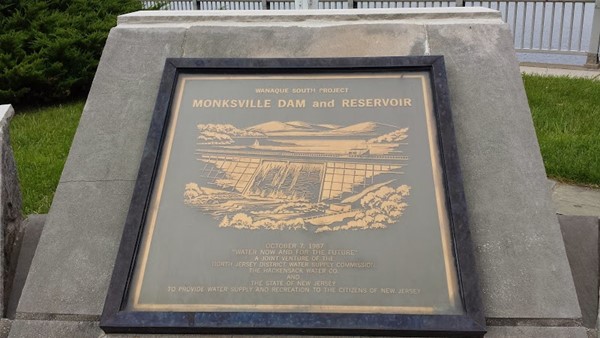 WANAQUE SOUTH PROJECT
MONKSVILLE DAM and RESERVOIR
OCTOBER 7, 1987
"WATER NOW AND FOR THE FUTURE"
A JOINT VENTURE OF THE
NORTH JERSEY DISTRICT WATER SUPPLY COMMISSION
THE HACKENSACK WATER CO.
AND
THE STATE OF NEW JERSEY
TO PROVIDE WATER SUPPLY AND RECREATION TO THE CITIZENS OF NEW JERSEY